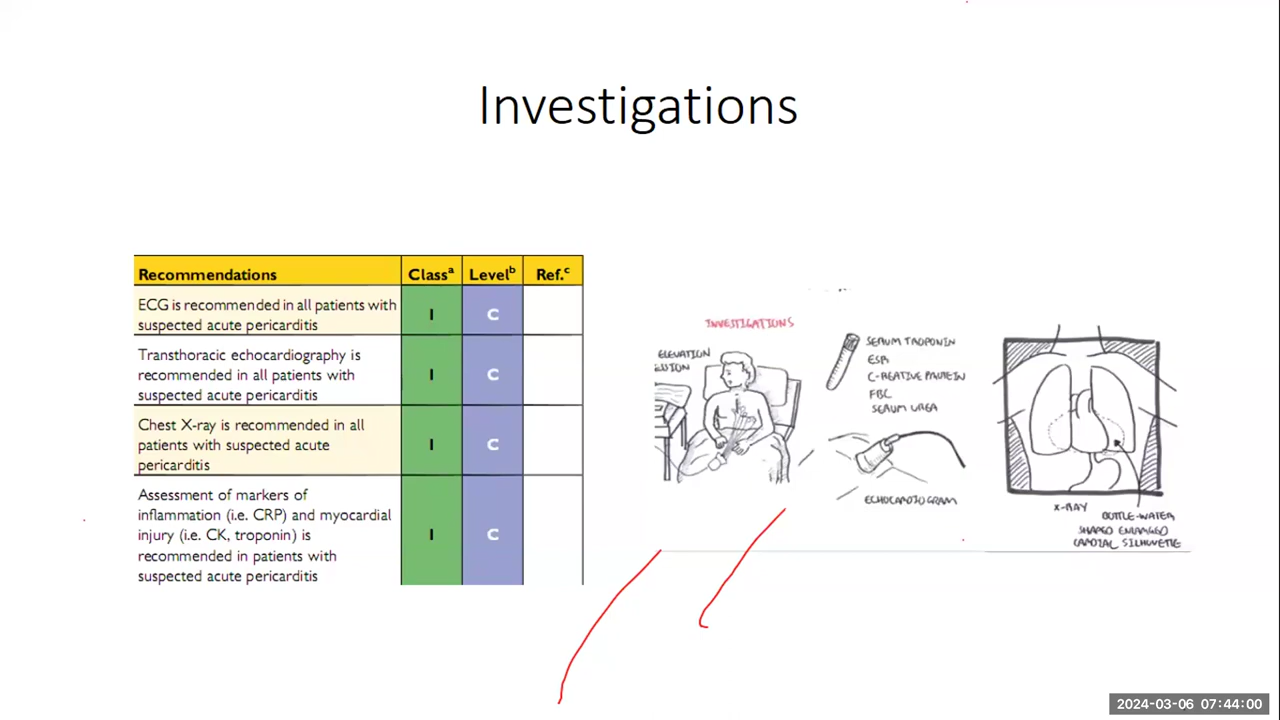 Investigations
Recommendations Classᵃ Levelᵇ Ref.ᶜ
ECG is recommended in all patients with
suspected acute pericarditis
I C
Transthoracic echocardiography is
recommended in all patients with
suspected acute pericarditis
I C
Chest X-ray is recommended in all
patients with suspected acute
pericarditis
I C
Assessment of markers of
inflammation (i.e. CRP) and myocardial
injury (i.e. CK, troponin) is
recommended in patients with
suspected acute pericarditis
I C
INVESTIGATIONS
ELEVATION
SERUM TROPONIN
ESR
C-REATIVE PROTEIN
FBC
SERUM UREA
ECHOCARDIOGRAM
X-RAY
BOTTLE-WATER
SHAPED ENLARGED
CARDIAL SILHOUETTE
2024-03-06 07:44:00